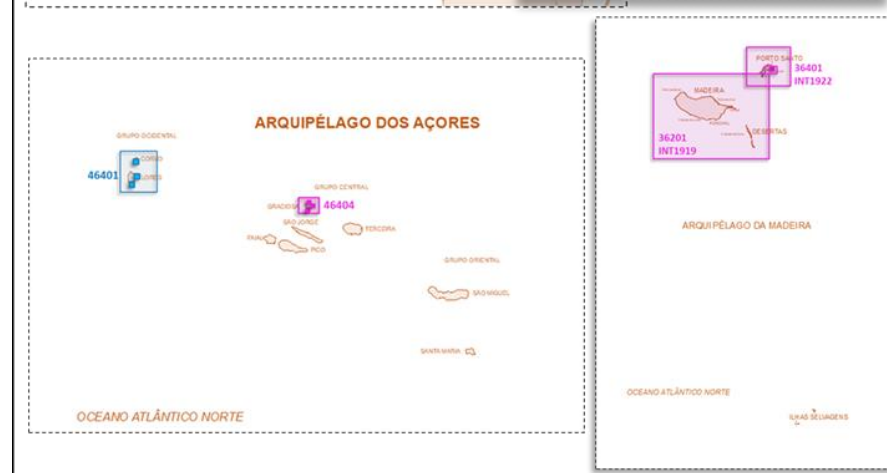 ARQUIPÉLAGO DOS AÇORES
GRUPO OCIDENTAL
CORVO
46401
FLORES
GRUPO CENTRAL
GRACIOSA
46404
SÃO JORGE
TERCEIRA
FAIAL
PICO
GRUPO ORIENTAL
SÃO MIGUEL
SANTA MARIA
OCEANO ATLÂNTICO NORTE
PORTO SANTO
36401
INT1922
MADEIRA
36201
INT1919
DESERTAS
ARQUIPÉLAGO DA MADEIRA
OCEANO ATLÂNTICO NORTE
ILHAS SELVAGENS